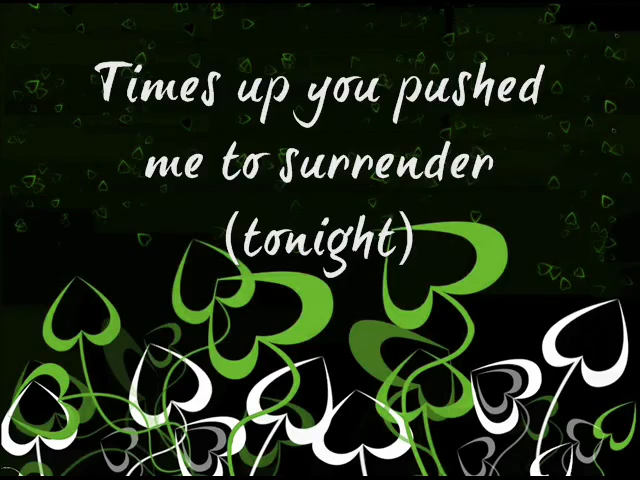 Times up you pushed
me to surrender
(tonight)